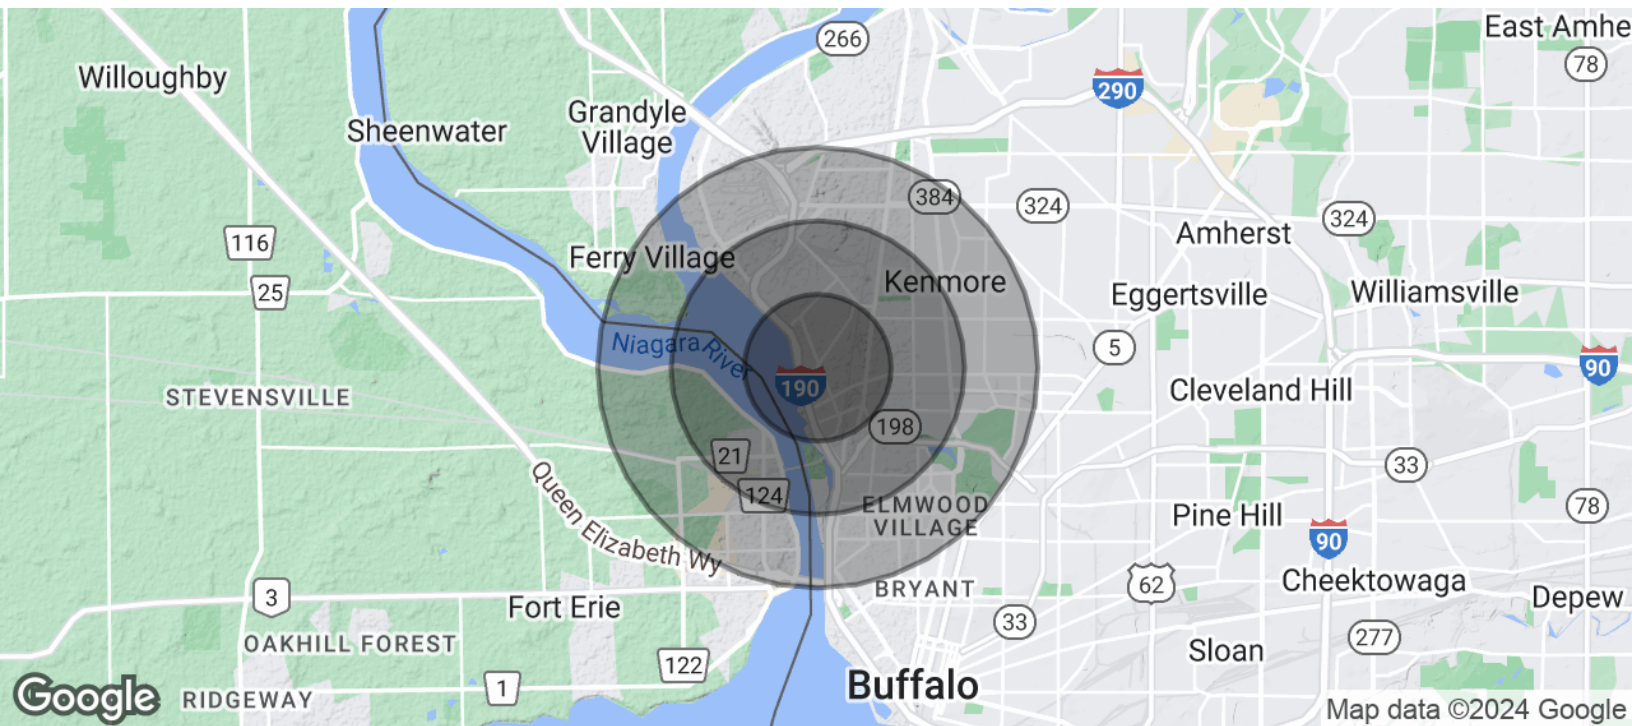 266
East Amhe
78
Willoughby
290
Grandyle
Village
Sheenwater
384
324
324
116
Amherst
Ferry Village
Kenmore
25
Eggertsville
Williamsville
Niagara River
5
90
190
STEVENSVILLE
Cleveland Hill
198
21
33
124
ELMWOOD
VILLAGE
Queen Elizabeth Wy
Pine Hill
78
90
BRYANT
62
Cheektowaga
3
Fort Erie
Depew
33
OAKHILL FOREST
277
Sloan
122
Google
RIDGEWAY
1
Buffalo
Map data ©2024 Google